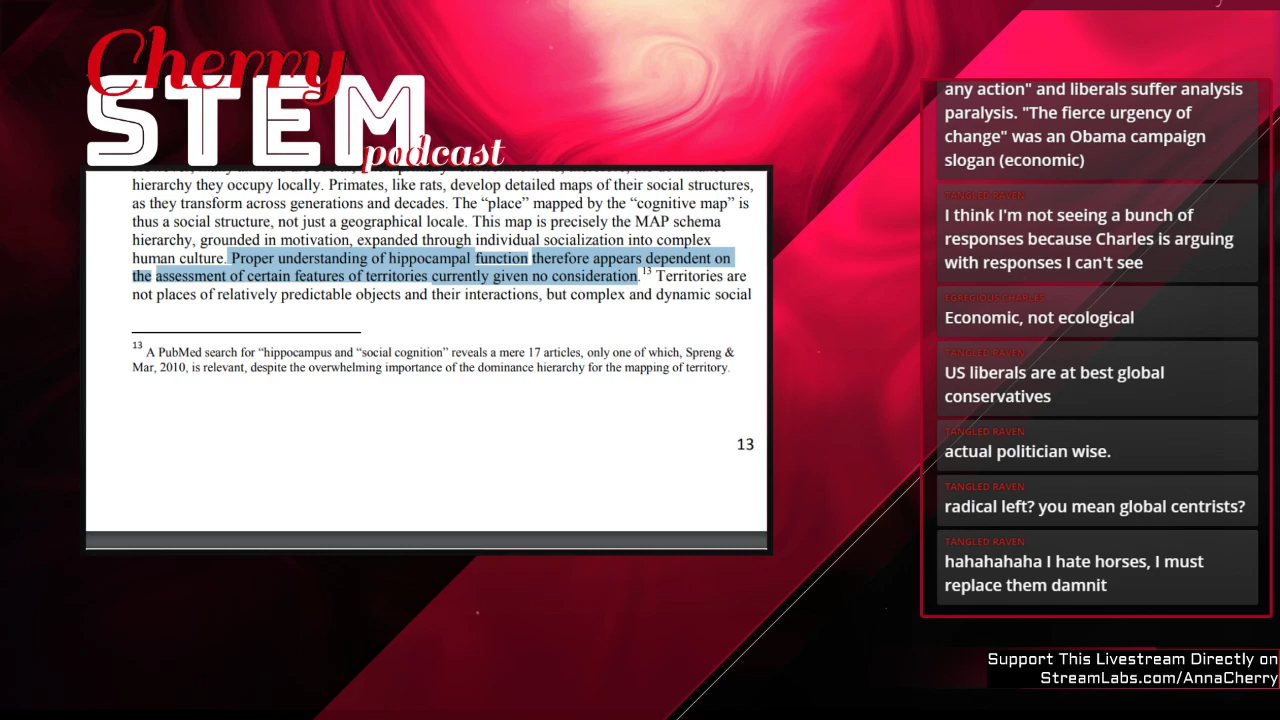 Cherry
STEM
podcast
hierarchy they occupy locally. Primates, like rats, develop detailed maps of their social structures,
as they transform across generations and decades. The “place” mapped by the “cognitive map” is
thus a social structure, not just a geographical locale. This map is precisely the MAP schema
hierarchy, grounded in motivation, expanded through individual socialization into complex
human culture. Proper understanding of hippocampal function therefore appears dependent on
the assessment of certain features of territories currently given no consideration.13 Territories are
not places of relatively predictable objects and their interactions, but complex and dynamic social
13 A PubMed search for “hippocampus and “social cognition” reveals a mere 17 articles, only one of which, Spreng &
Mar, 2010, is relevant, despite the overwhelming importance of the dominance hierarchy for the mapping of territory.
13
any action" and liberals suffer analysis
paralysis. "The fierce urgency of
change" was an Obama campaign
slogan (economic)
TANGLED RAVEN
I think I'm not seeing a bunch of
responses because Charles is arguing
with responses I can't see
EGREGIOUS CHARLES
Economic, not ecological
TANGLED RAVEN
US liberals are at best global
conservatives
TANGLED RAVEN
actual politician wise.
TANGLED RAVEN
radical left? you mean global centrists?
TANGLED RAVEN
hahahahaha I hate horses, I must
replace them damnit
Support This Livestream Directly on
StreamLabs.com/AnnaCherry